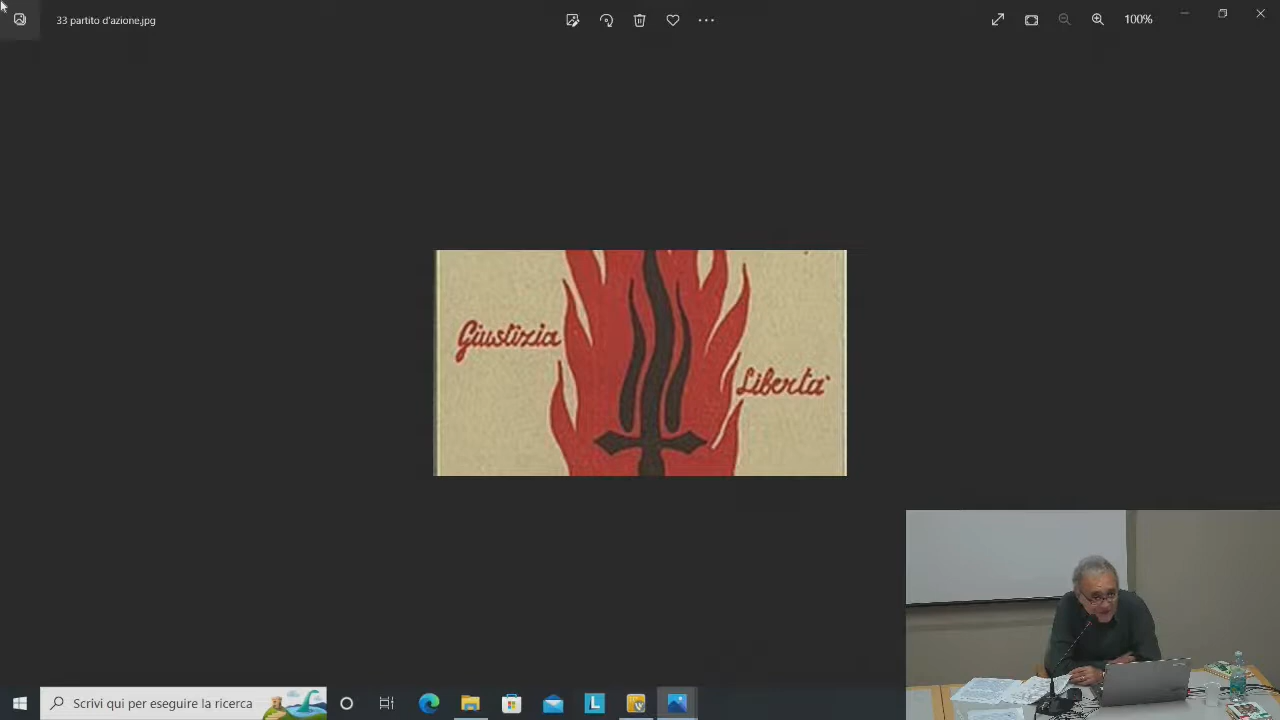 33 partito d'azione.jpg
100%
Giustizia
Libertà
Scrivi qui per eseguire la ricerca
L